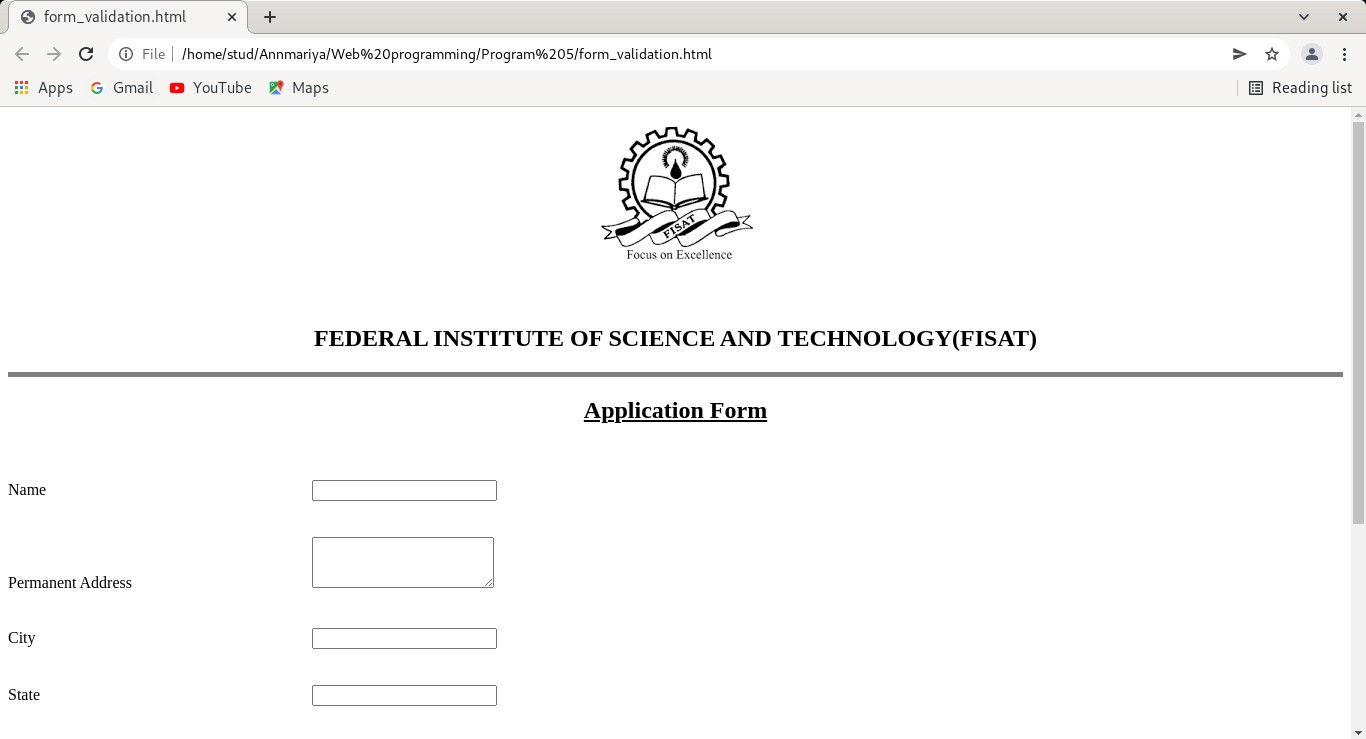 form_validation.html
File /home/stud/Annmariya/Web%20programming/Program%205/form_validation.html
Apps Gmail YouTube Maps Reading list
FISAT
Focus on Excellence
FEDERAL INSTITUTE OF SCIENCE AND TECHNOLOGY(FISAT)
Application Form
Name
Permanent Address
City
State